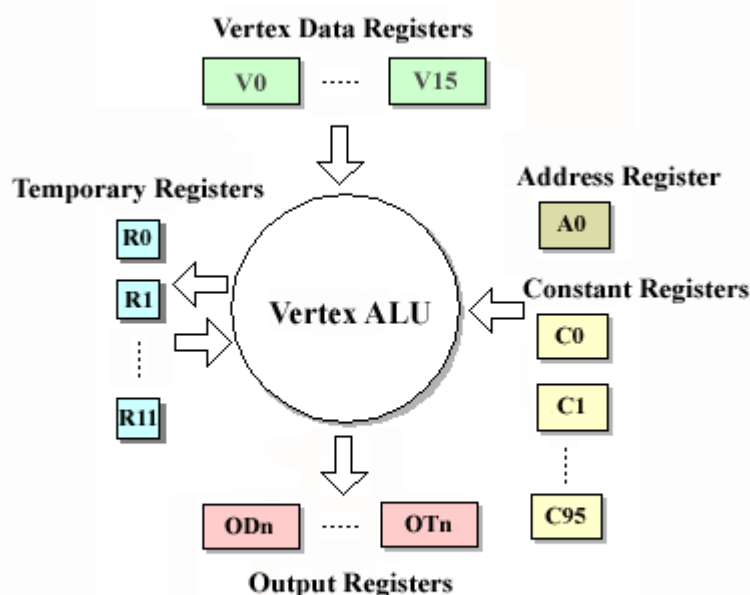 Vertex Data Registers
V0 ...... V15
Temporary Registers
R0
R1
R11
Vertex ALU
Address Register
A0
Constant Registers
C0
C1
C95
ODn ...... OTn
Output Registers